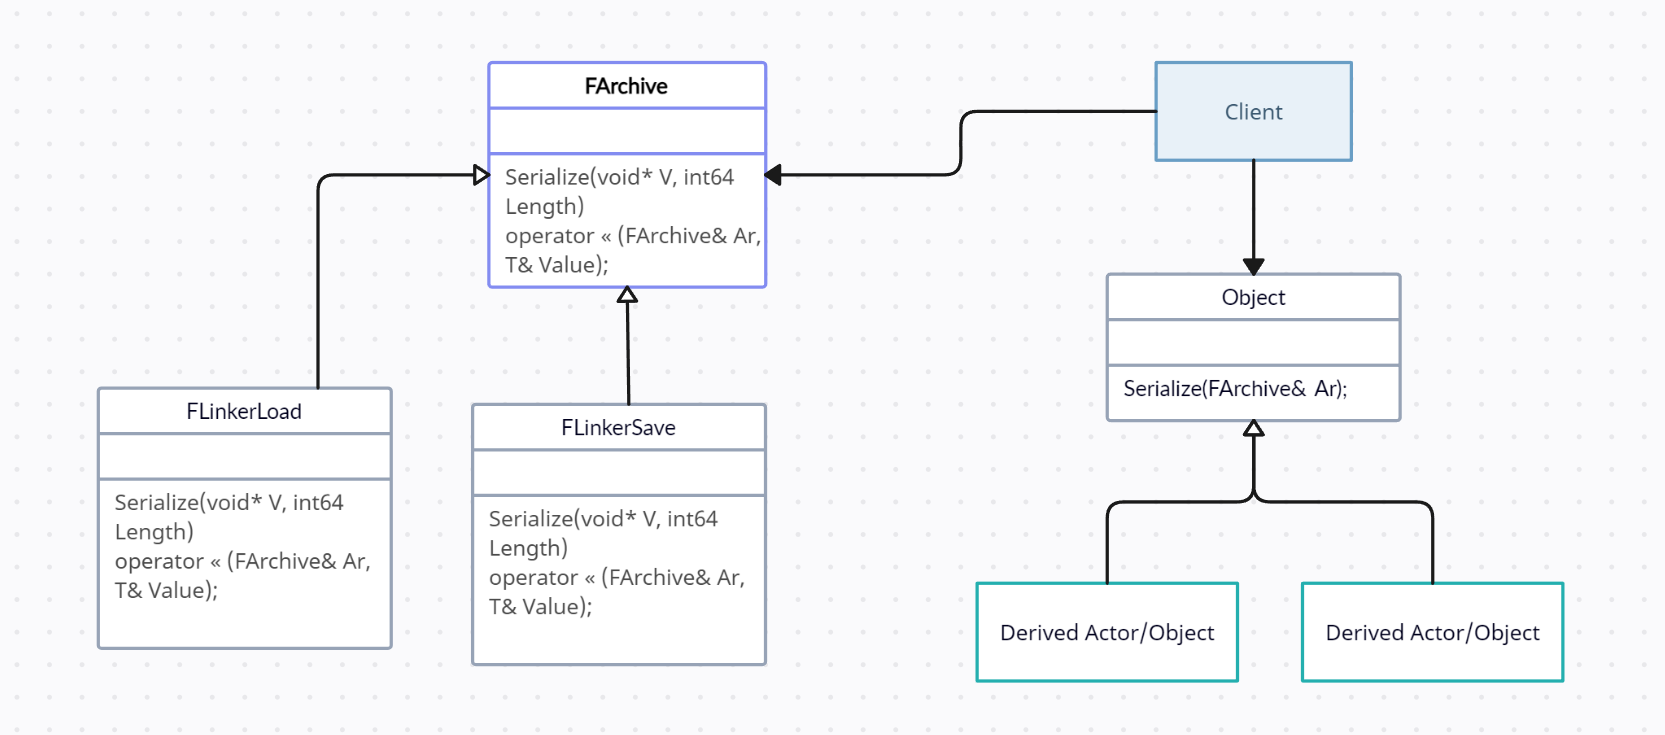 FArchive
Serialize(void* V, int64
Length)
operator « (FArchive& Ar,
T& Value);
Client
Object
Serialize(FArchive& Ar);
FLinkerLoad
Serialize(void* V, int64
Length)
operator « (FArchive& Ar,
T& Value);
FLinkerSave
Serialize(void* V, int64
Length)
operator « (FArchive& Ar,
T& Value);
Derived Actor/Object
Derived Actor/Object